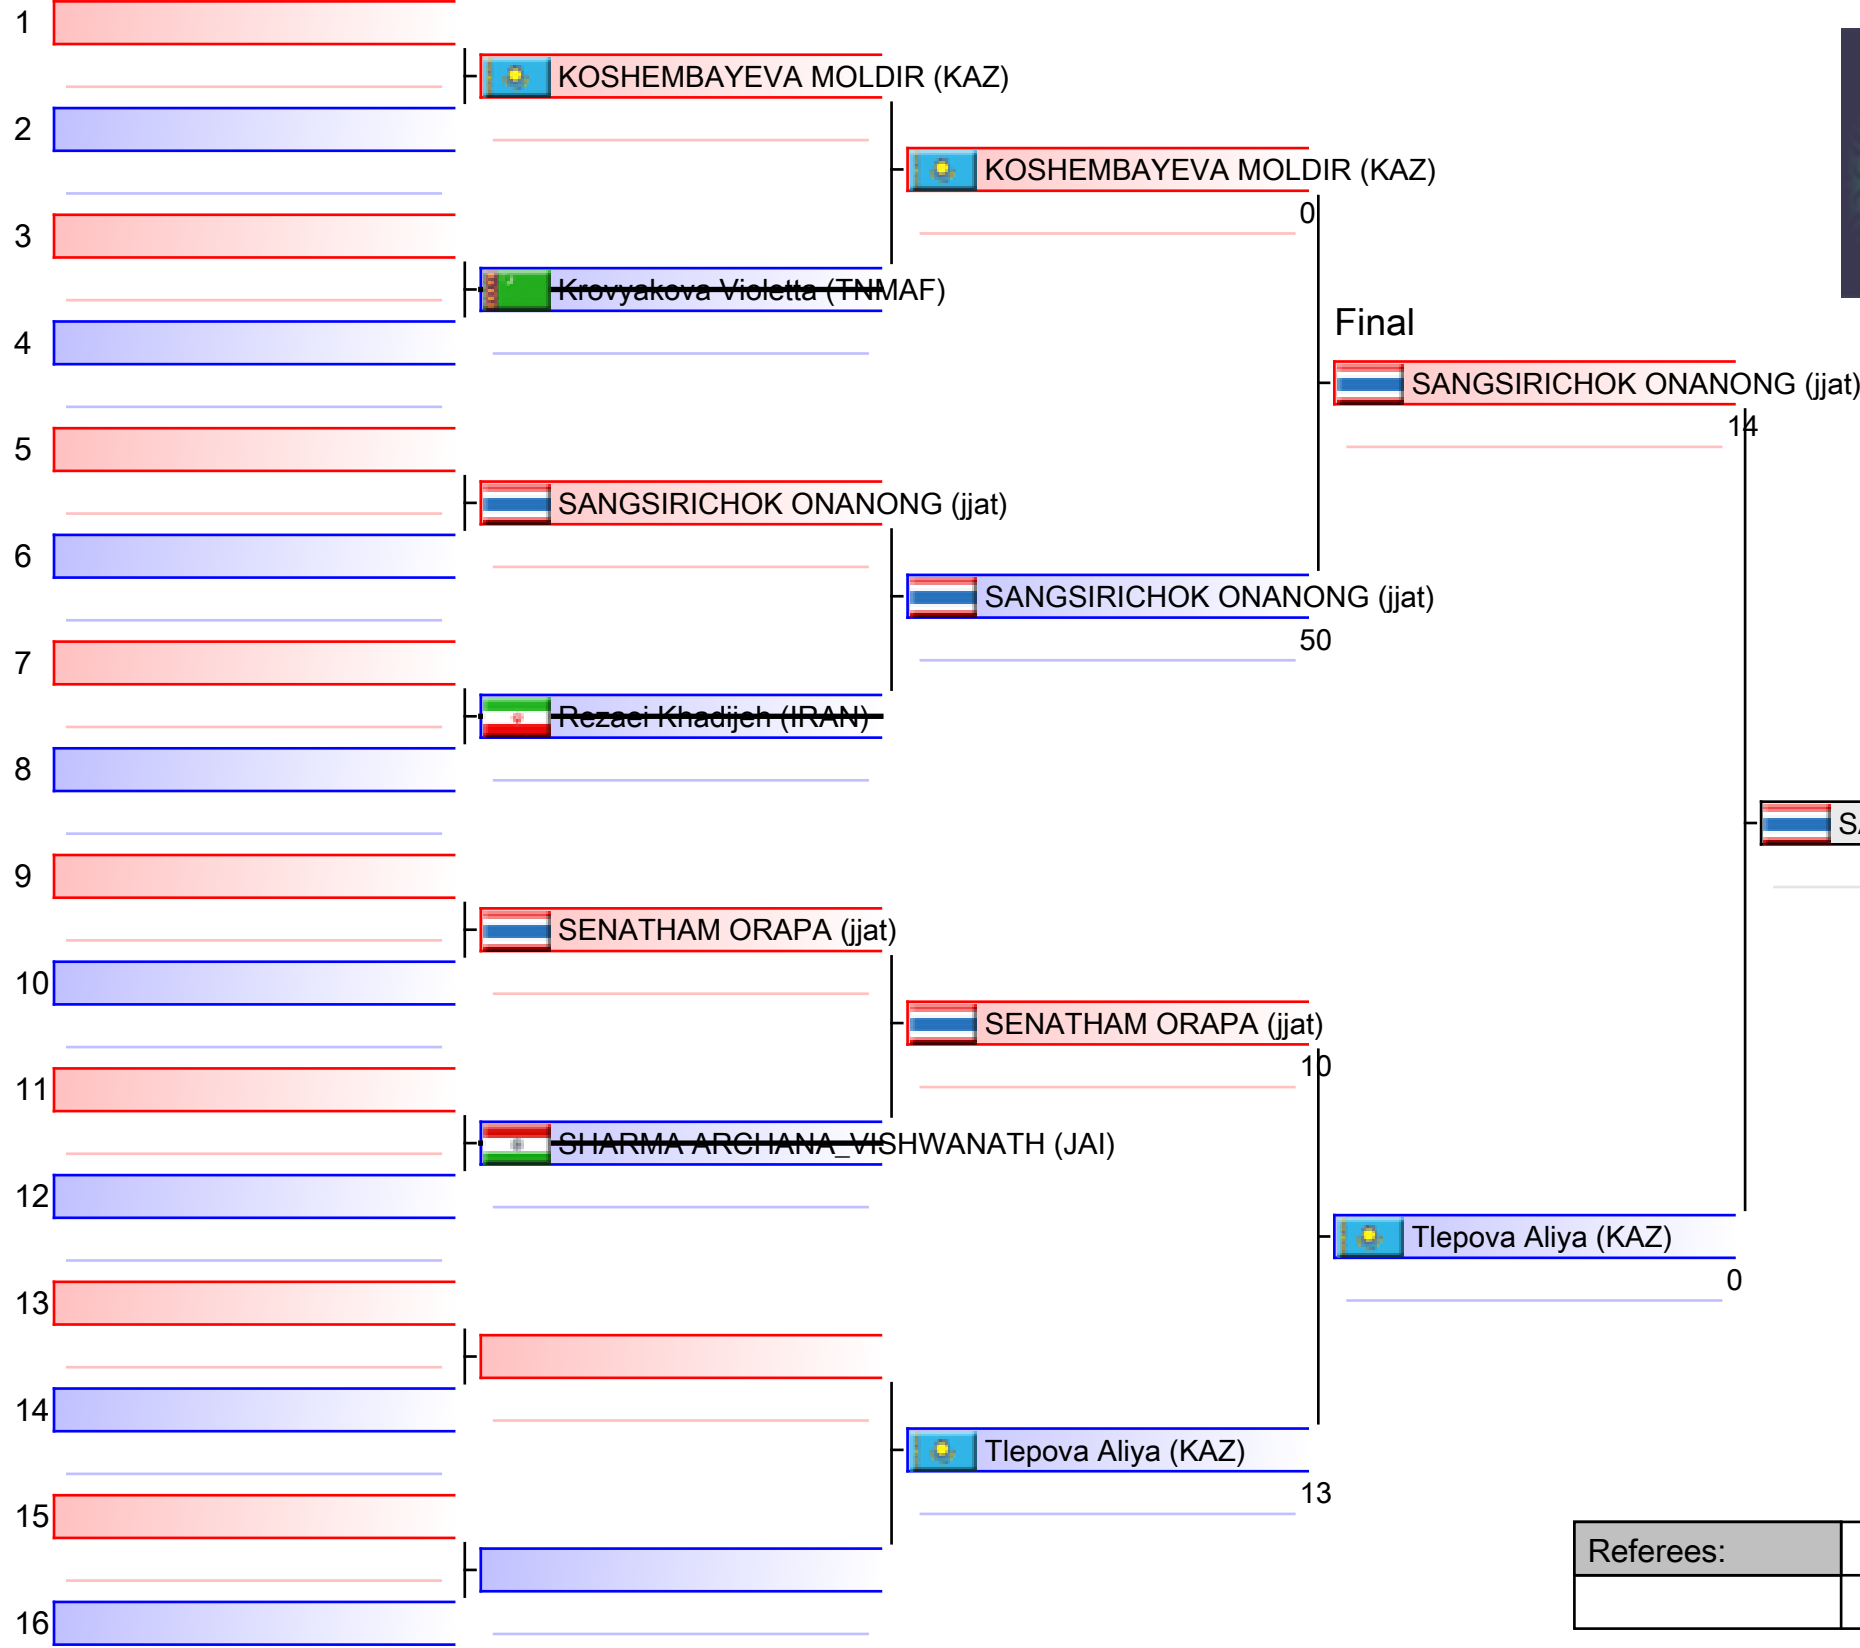 1
KOSHEMBAYEVA MOLDIR (KAZ)
2
KOSHEMBAYEVA MOLDIR (KAZ)
0
3
Krovyakova Violetta (TNMAF)
Final
4
SANGSIRICHOK ONANONG (jjat)
14
5
SANGSIRICHOK ONANONG (jjat)
6
SANGSIRICHOK ONANONG (jjat)
50
7
Rezaei Khadijeh (IRAN)
8
9
SENATHAM ORAPA (jjat)
10
SENATHAM ORAPA (jjat)
10
11
SHARMA ARCHANA_VISHWANATH (JAI)
12
Tlepova Aliya (KAZ)
0
13
14
Tlepova Aliya (KAZ)
13
15
Referees:
16